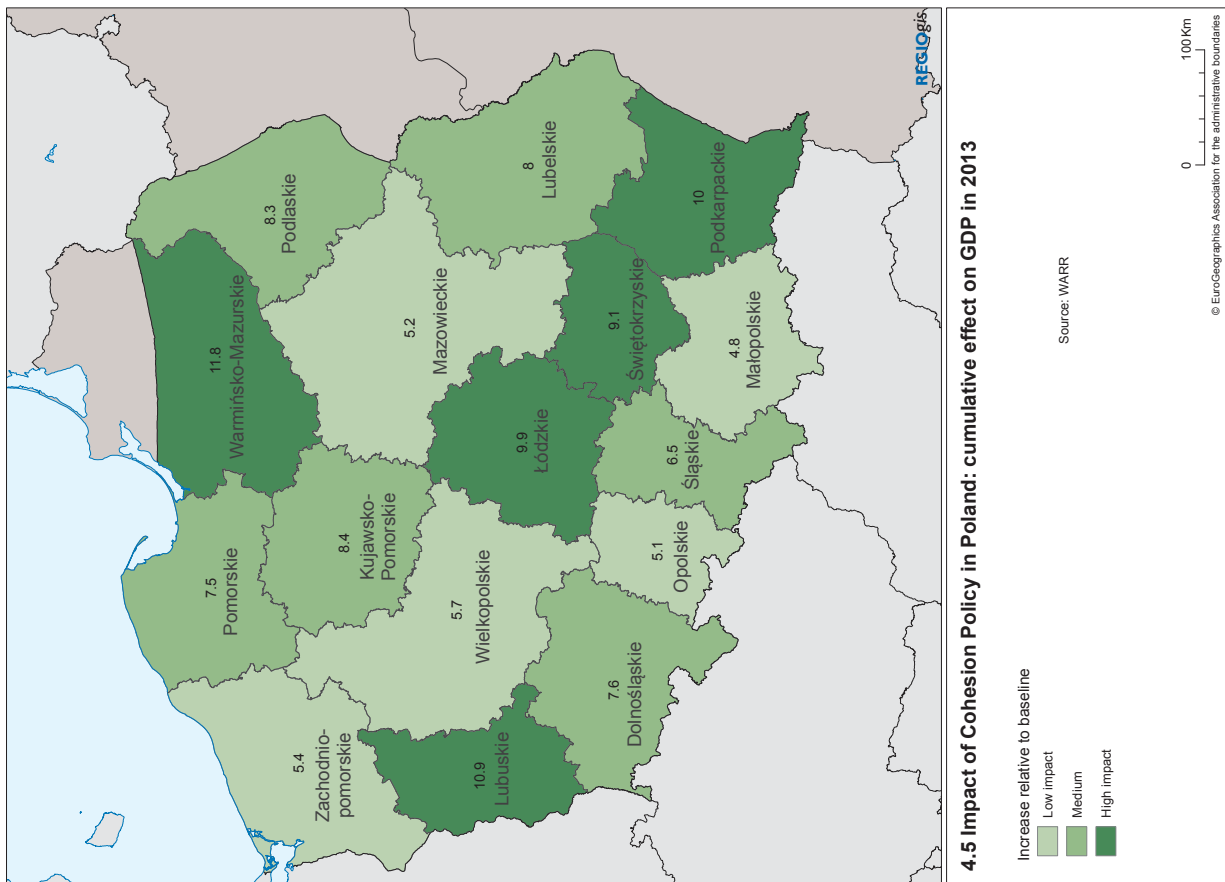 11.8
Warmińsko-Mazurskie
8.3
Podlaskie
7.5
Pomorskie
5.4
Zachodnio-
pomorskie
8.4
Kujawsko-
Pomorskie
5.2
Mazowieckie
5.7
Wielkopolskie
10.9
Lubuskie
9.9
Łódzkie
8
Lubelskie
7.6
Dolnośląskie
5.1
Opolskie
6.5
Śląskie
9.1
Świętokrzyskie
4.8
Małopolskie
10
Podkarpackie
REGIOgis
4.5 Impact of Cohesion Policy in Poland: cumulative effect on GDP in 2013
Increase relative to baseline
Low impact
Medium
High impact
Source: WARR
0 100 Km
© EuroGeographics Association for the administrative boundaries